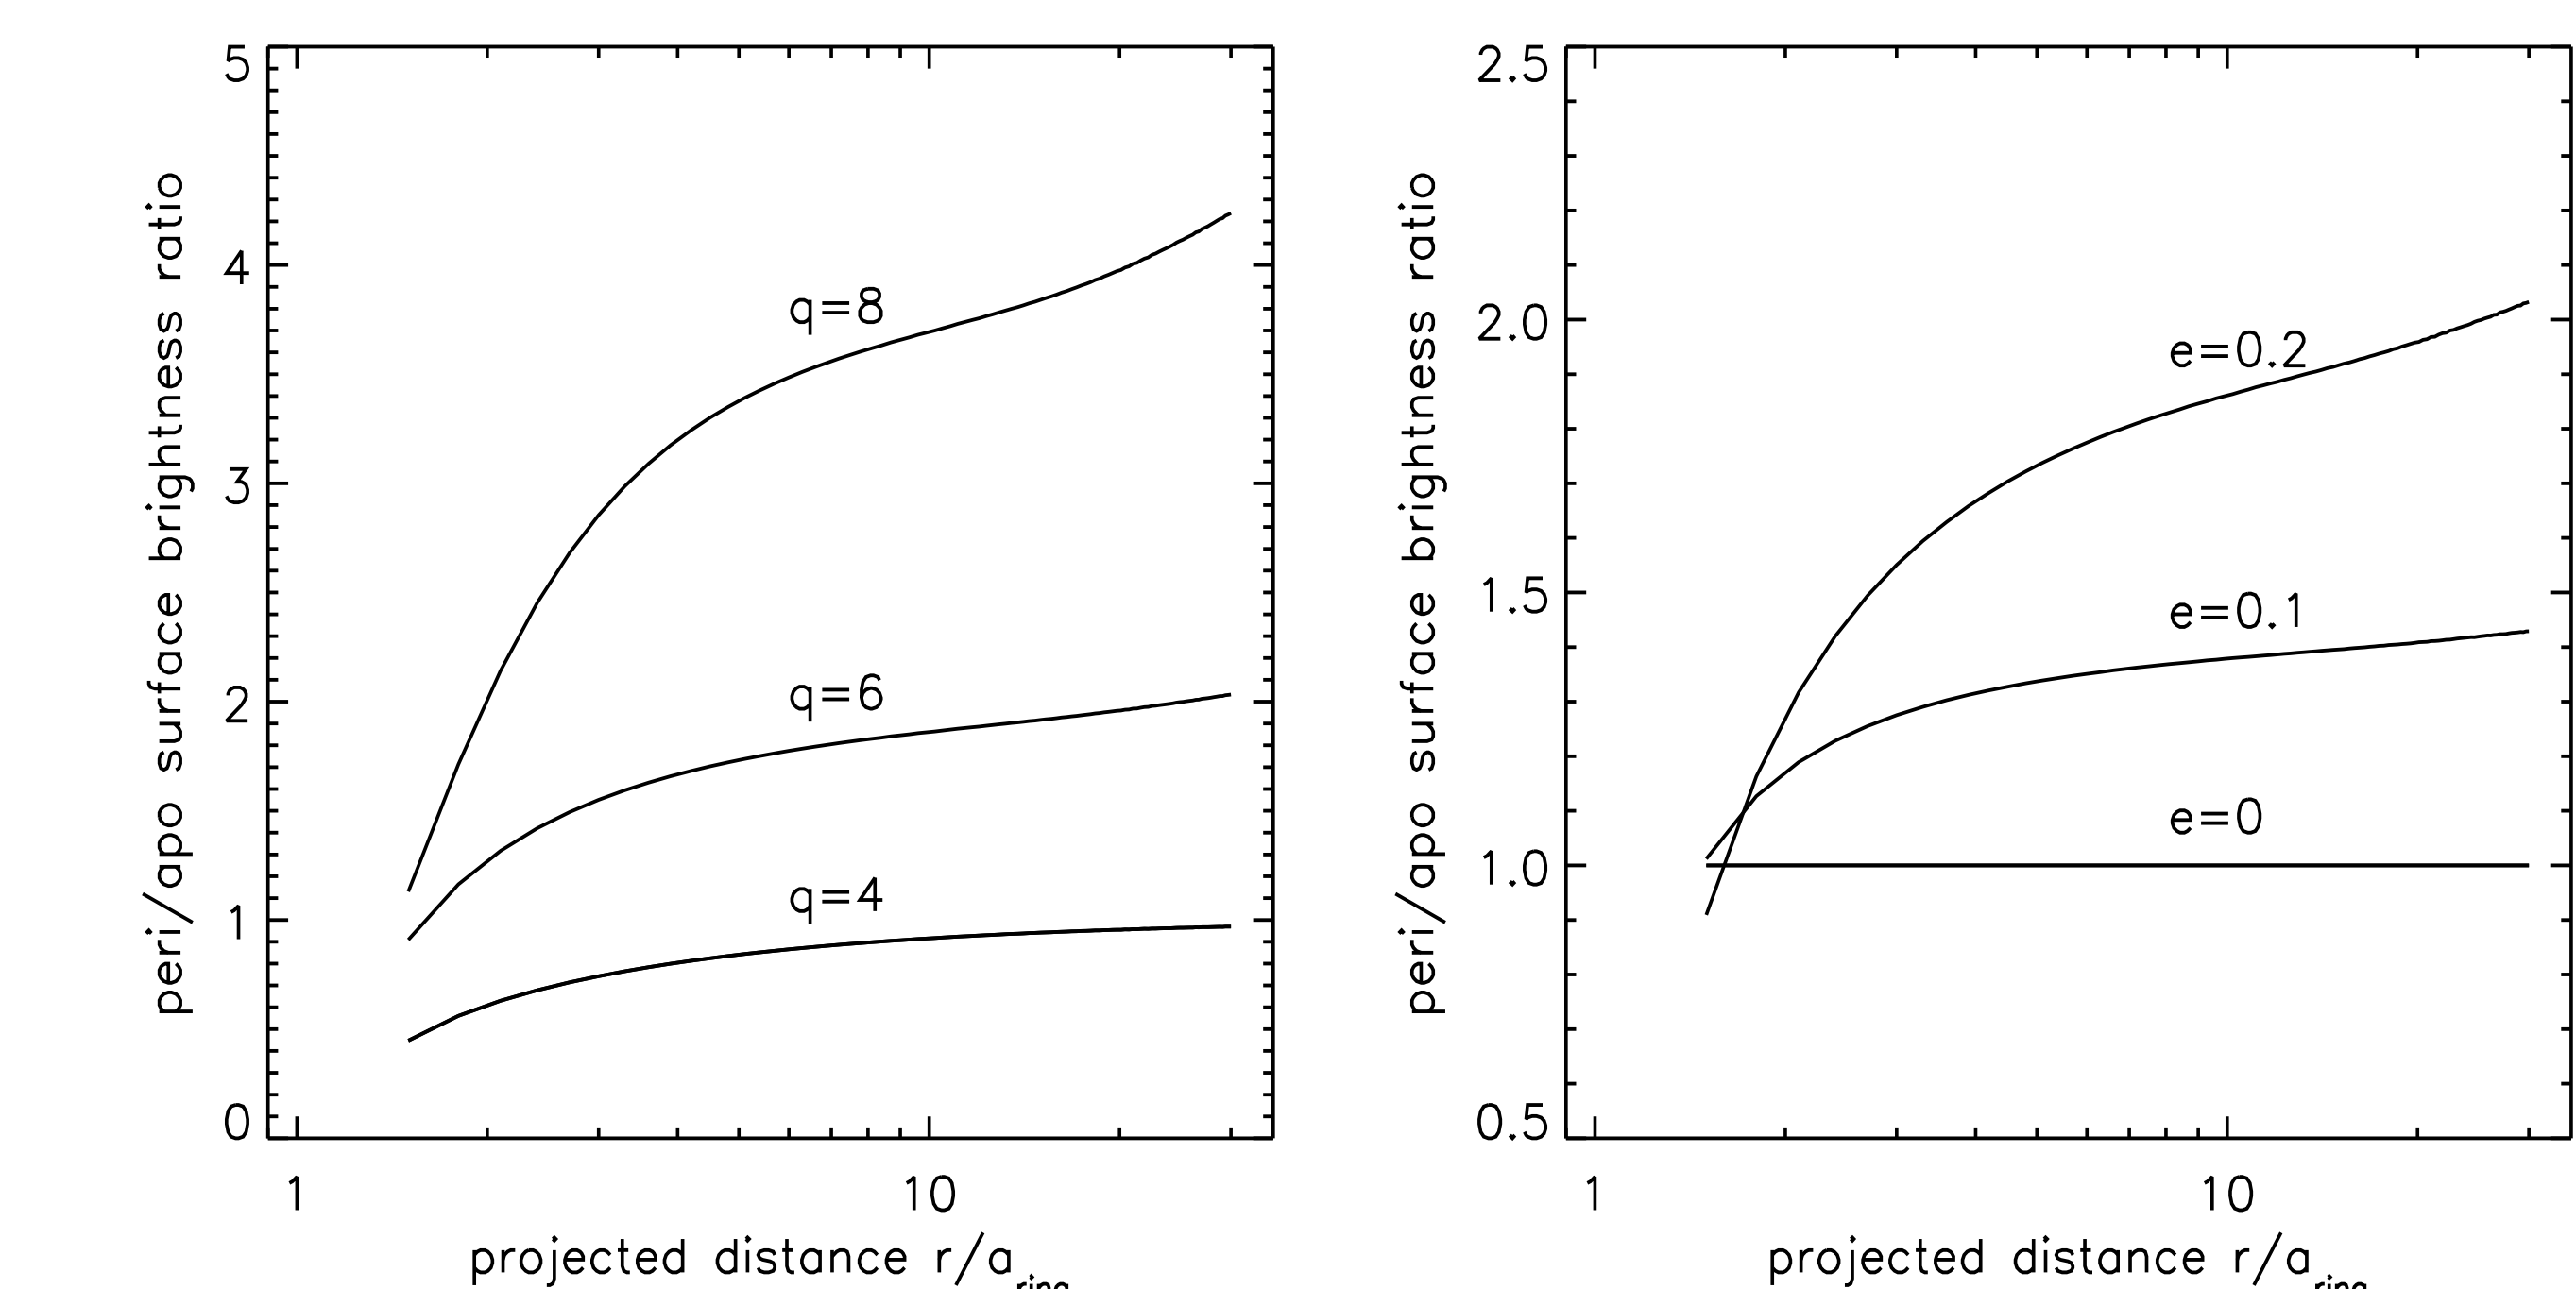 peri/apo surface brightness ratio
5
4
3
2
1
0
q=8
q=6
q=4
1 10
projected distance r/a
ring
peri/apo surface brightness ratio
2.5
2.0
1.5
1.0
0.5
e=0.2
e=0.1
e=0
1 10
projected distance r/a
ring